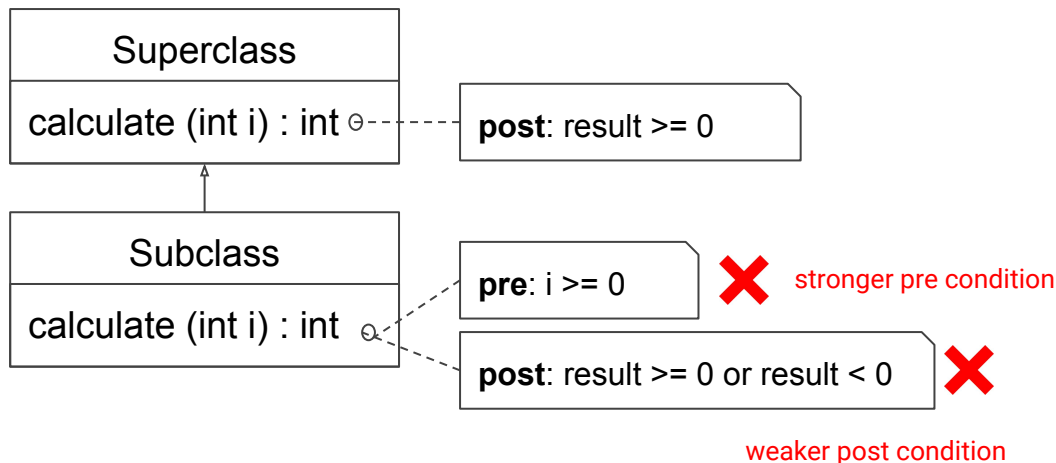 Superclass
calculate (int i) : int
post: result >= 0
Subclass
calculate (int i) : int
pre: i >= 0
stronger pre condition
post: result >= 0 or result < 0
weaker post condition